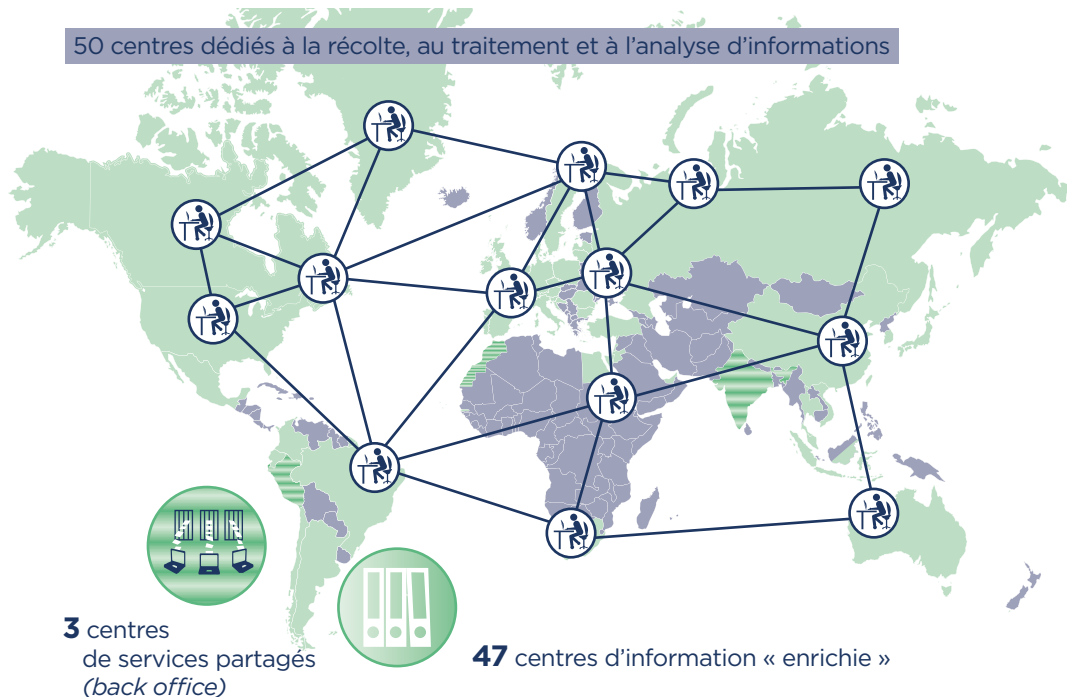 50 centres dédiés à la récolte, au traitement et à l’analyse d’informations
3 centres
de services partagés
(back office)
47 centres d’information « enrichie »